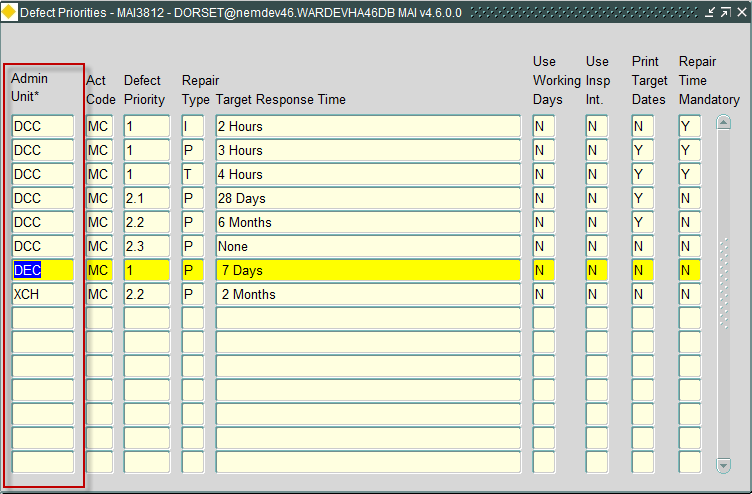 Defect Priorities - MAI3812 - DORSET@nemdev46.WARDEVHA46DB MAI v4.6.0.0
Admin Unit* Act Code Defect Priority Repair Type Target Response Time Use Working Days Use Insp Int. Print Target Dates Repair Time Mandatory
DCC MC 1 I 2 Hours N N N Y
DCC MC 1 P 3 Hours N N Y Y
DCC MC 1 T 4 Hours N N Y Y
DCC MC 2.1 P 28 Days N N Y N
DCC MC 2.2 P 6 Months N N Y N
DCC MC 2.3 P None N N N N
DEC MC 1 P 7 Days N N N N
XCH MC 2.2 P 2 Months N N N N